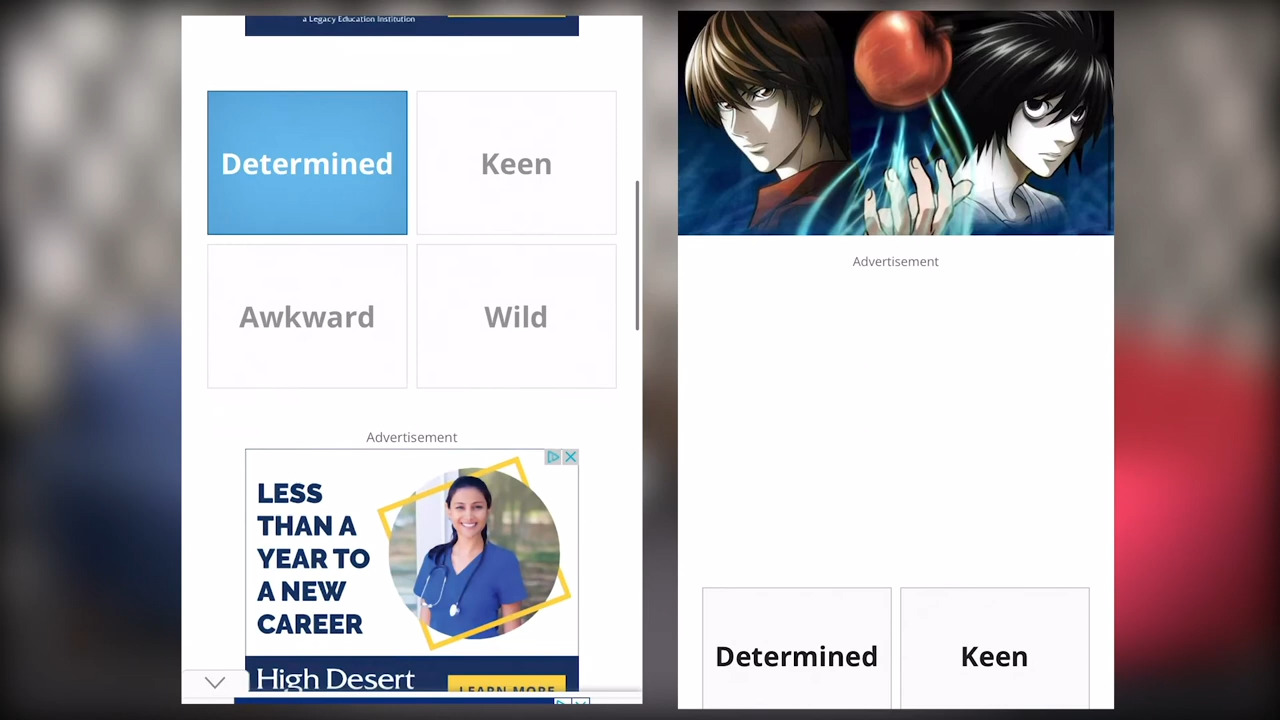 a Legacy Education Institution
Determined
Keen
Awkward
Wild
Advertisement
LESS
THAN A
YEAR TO
A NEW
CAREER
High Desert
LEARN MORE
Advertisement
Determined
Keen